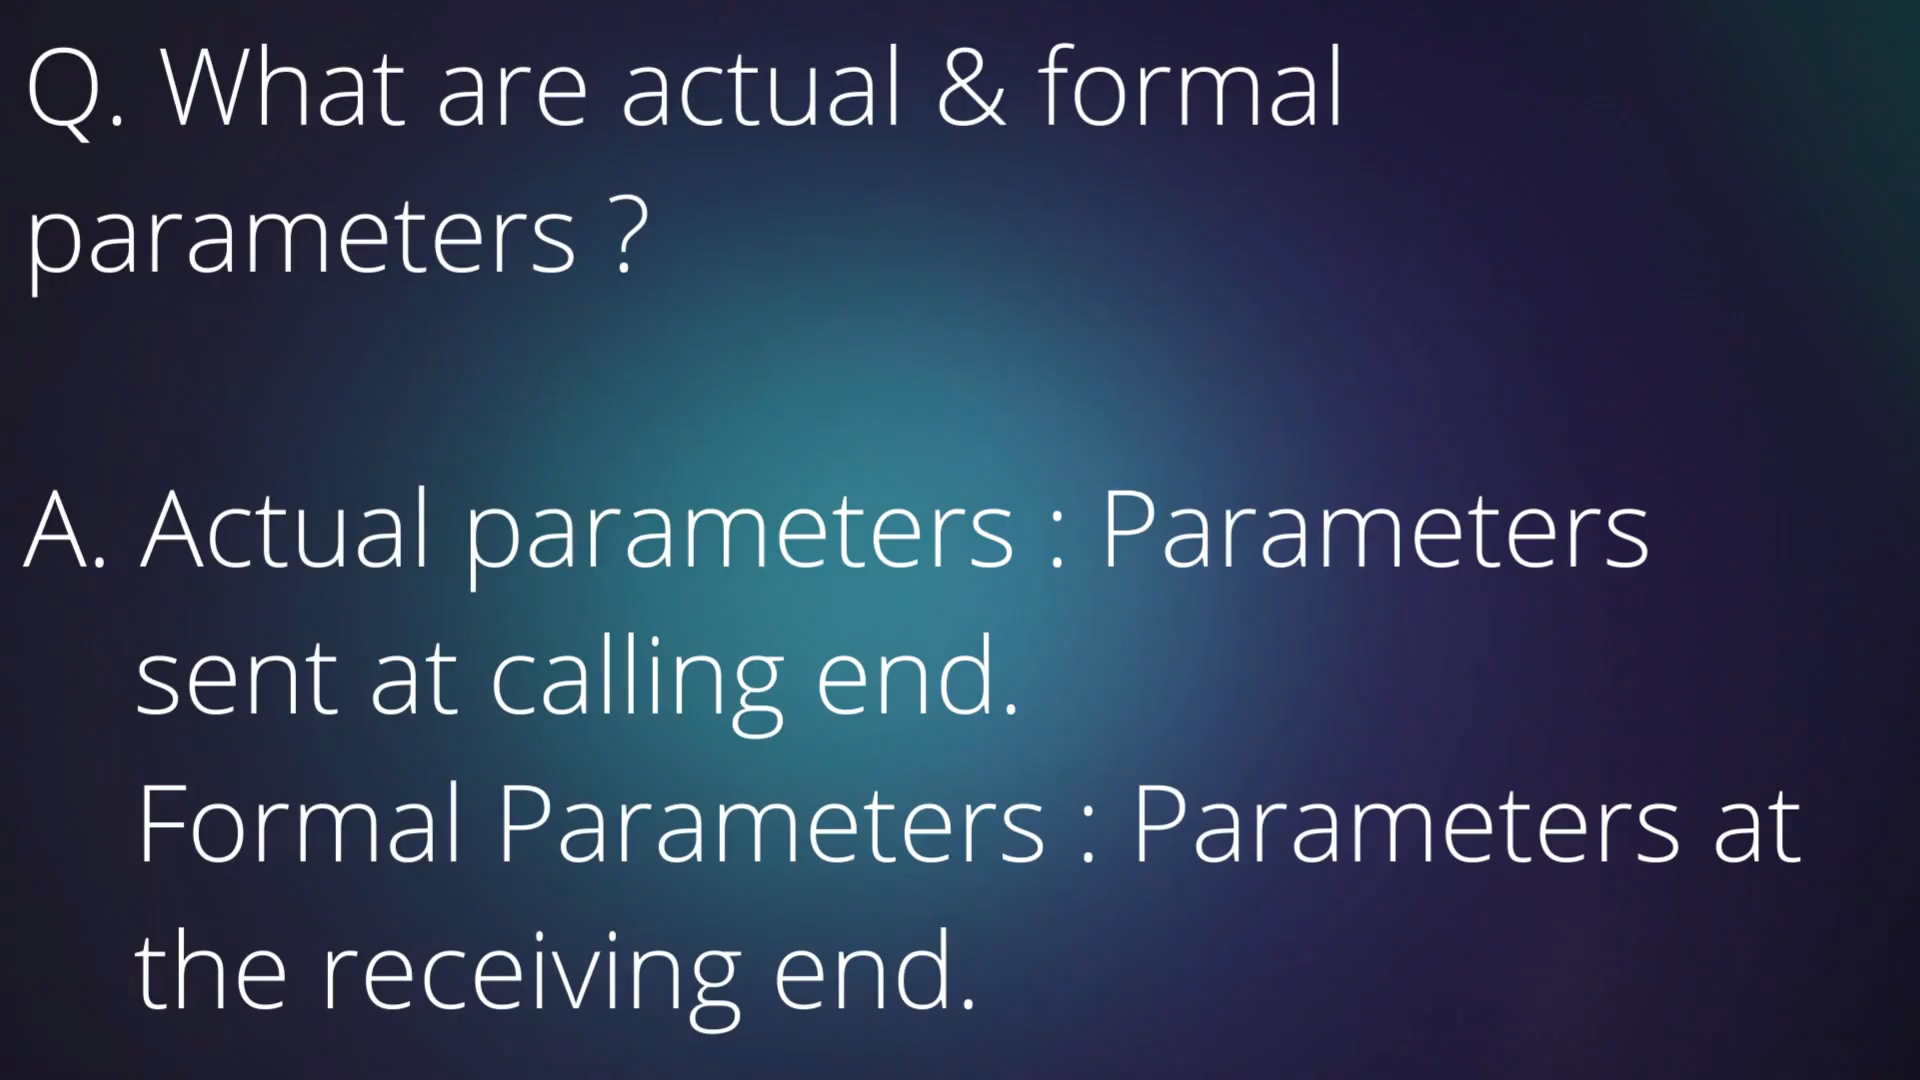 Q. What are actual & formal
parameters ?
A. Actual parameters : Parameters
sent at calling end.
Formal Parameters : Parameters at
the receiving end.